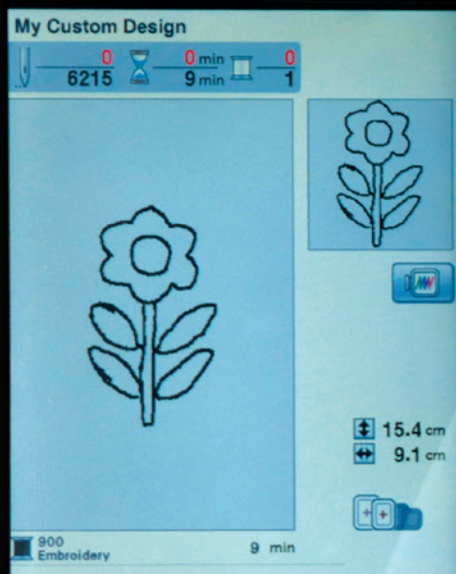 My Custom Design
0 0 min 0
6215 9 min 1
15.4 cm
9.1 cm
900
Embroidery 9 min